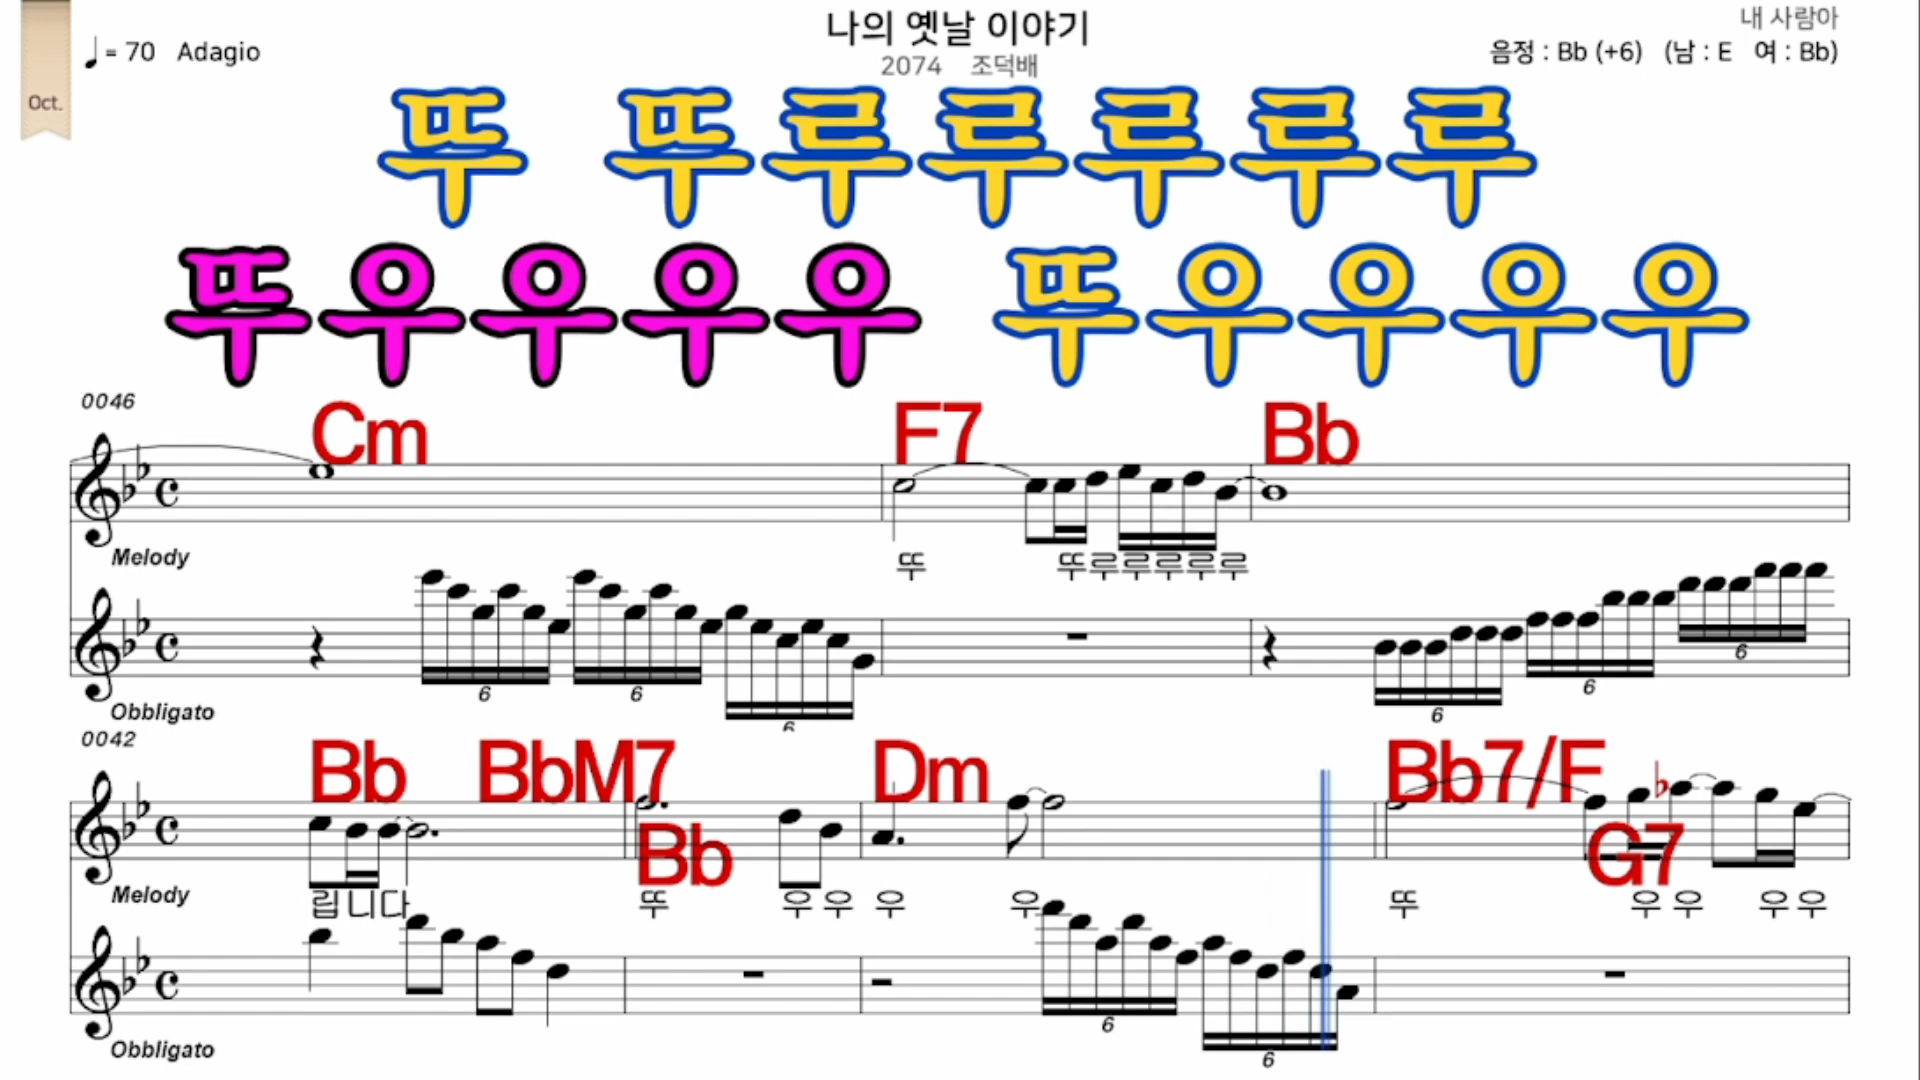 나의 옛날 이야기
내 사람아
♩= 70 Adagio
2074 조덕배
음정 : Bb (+6) (남 : E 여 : Bb)
Oct.
뚜 뚜루루루루루
뚜우우우우 뚜우우우우
0046
Cm F7 Bb
Melody
뚜 뚜루루루루루
6 6 6 6 6 6
Obbligato
0042
Bb BbM7 Bb Dm Bb7/F G7
Melody
립니다 뚜 우우 우 우 뚜 우우 우우
6 6
Obbligato